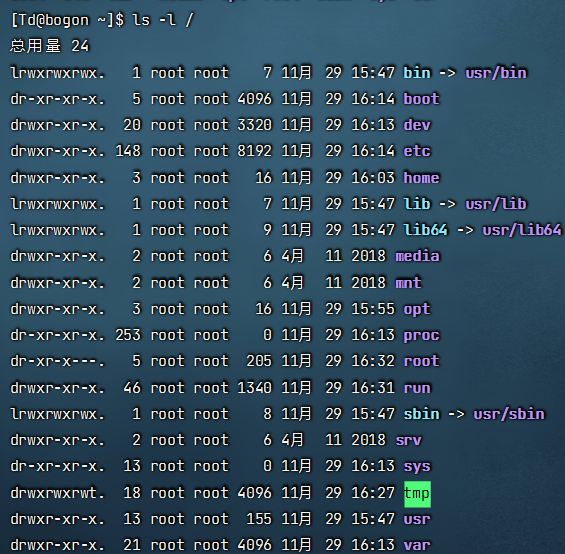 [Td@bogon ~]$ ls -l /
总用量 24
lrwxrwxrwx.   1 root root    7 11月  29 15:47 bin -> usr/bin
dr-xr-xr-x.   5 root root 4096 11月  29 16:14 boot
drwxr-xr-x.  20 root root 3320 11月  29 16:13 dev
drwxr-xr-x. 148 root root 8192 11月  29 16:14 etc
drwxr-xr-x.   3 root root   16 11月  29 16:03 home
lrwxrwxrwx.   1 root root    7 11月  29 15:47 lib -> usr/lib
lrwxrwxrwx.   1 root root    9 11月  29 15:47 lib64 -> usr/lib64
drwxr-xr-x.   2 root root    6 4月   11 2018 media
drwxr-xr-x.   2 root root    6 4月   11 2018 mnt
drwxr-xr-x.   3 root root   16 11月  29 15:55 opt
dr-xr-xr-x. 253 root root    0 11月  29 16:13 proc
dr-xr-x---.   5 root root  205 11月  29 16:32 root
drwxr-xr-x.  46 root root 1340 11月  29 16:31 run
lrwxrwxrwx.   1 root root    8 11月  29 15:47 sbin -> usr/sbin
drwxr-xr-x.   2 root root    6 4月   11 2018 srv
dr-xr-xr-x.  13 root root    0 11月  29 16:13 sys
drwxrwxrwt.  18 root root 4096 11月  29 16:27 tmp
drwxr-xr-x.  13 root root  155 11月  29 15:47 usr
drwxr-xr-x.  21 root root 4096 11月  29 16:13 var